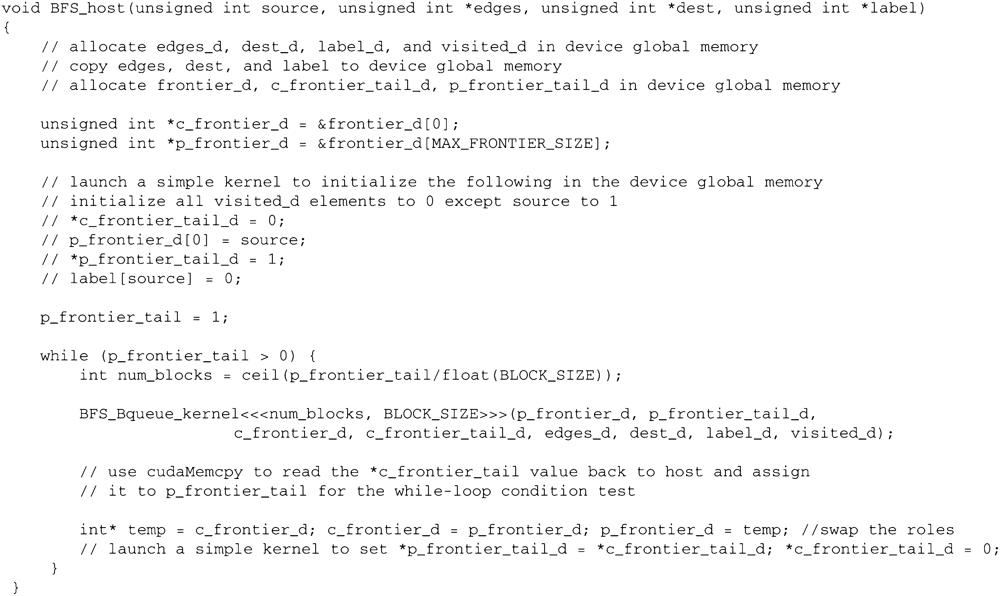 void BFS_host(unsigned int source, unsigned int *edges, unsigned int *dest, unsigned int *label)
{
// allocate edges_d, dest_d, label_d, and visited_d in device global memory
// copy edges, dest, and label to device global memory
// allocate frontier_d, c_frontier_tail_d, p_frontier_tail_d in device global memory
unsigned int *c_frontier_d = &frontier_d[0];
unsigned int *p_frontier_d = &frontier_d[MAX_FRONTIER_SIZE];
// launch a simple kernel to initialize the following in the device global memory
// initialize all visited_d elements to 0 except source to 1
// *c_frontier_tail_d = 0;
// p_frontier_d[0] = source;
// *p_frontier_tail_d = 1;
// label[source] = 0;
p_frontier_tail = 1;
while (p_frontier_tail > 0) {
int num_blocks = ceil(p_frontier_tail/float(BLOCK_SIZE));
BFS_Bqueue_kernel<<<num_blocks, BLOCK_SIZE>>>(p_frontier_d, p_frontier_tail_d,
c_frontier_d, c_frontier_tail_d, edges_d, dest_d, label_d, visited_d);
// use cudaMemcpy to read the *c_frontier_tail value back to host and assign
// it to p_frontier_tail for the while-loop condition test
int* temp = c_frontier_d; c_frontier_d = p_frontier_d; p_frontier_d = temp; //swap the roles
// launch a simple kernel to set *p_frontier_tail_d = *c_frontier_tail_d; *c_frontier_tail_d = 0;
}
}